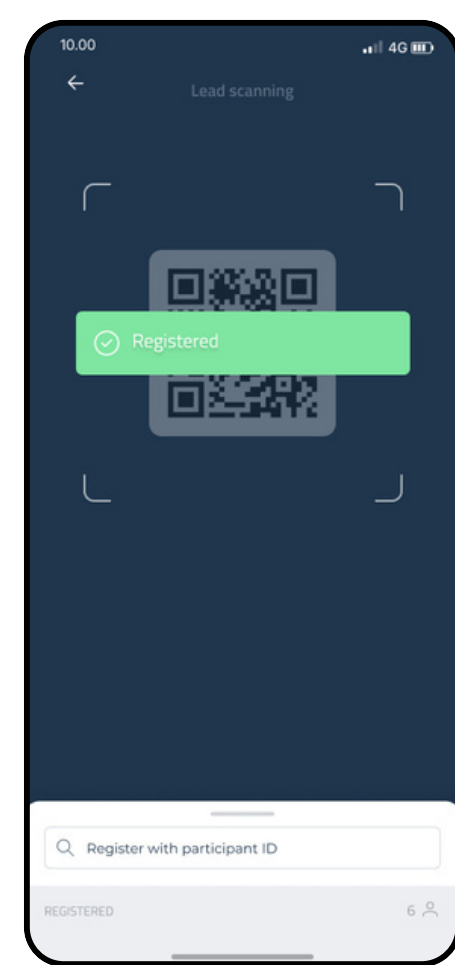 10.00
4G
Lead scanning
Registered
Register with participant ID
REGISTERED
6